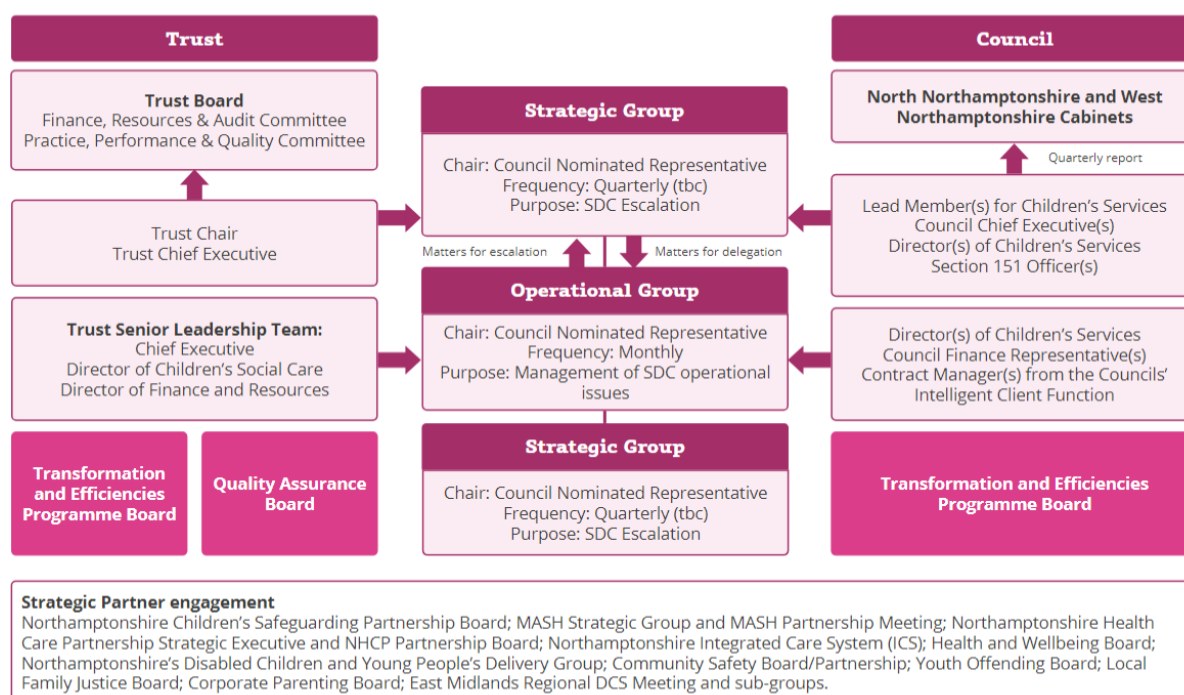 Trust
Trust Board
Finance, Resources & Audit Committee
Practice, Performance & Quality Committee
Trust Chair
Trust Chief Executive
Trust Senior Leadership Team:
Chief Executive
Director of Children's Social Care
Director of Finance and Resources
Transformation
and Efficiencies
Programme Board
Quality Assurance
Board
Strategic Group
Chair: Council Nominated Representative
Frequency: Quarterly (tbc)
Purpose: SDC Escalation
Matters for escalation
Matters for delegation
Operational Group
Chair: Council Nominated Representative
Frequency: Monthly
Purpose: Management of SDC operational
issues
Strategic Group
Chair: Council Nominated Representative
Frequency: Quarterly (tbc)
Purpose: SDC Escalation
Council
North Northamptonshire and West
Northamptonshire Cabinets
Quarterly report
Lead Member(s) for Children's Services
Council Chief Executive(s)
Director(s) of Children's Services
Section 151 Officer(s)
Director(s) of Children's Services
Council Finance Representative(s)
Contract Manager(s) from the Councils'
Intelligent Client Function
Transformation and Efficiencies
Programme Board
Strategic Partner engagement
Northamptonshire Children's Safeguarding Partnership Board; MASH Strategic Group and MASH Partnership Meeting; Northamptonshire Health
Care Partnership Strategic Executive and NHCP Partnership Board; Northamptonshire Integrated Care System (ICS); Health and Wellbeing Board;
Northamptonshire's Disabled Children and Young People's Delivery Group; Community Safety Board/Partnership; Youth Offending Board; Local
Family Justice Board; Corporate Parenting Board; East Midlands Regional DCS Meeting and sub-groups.